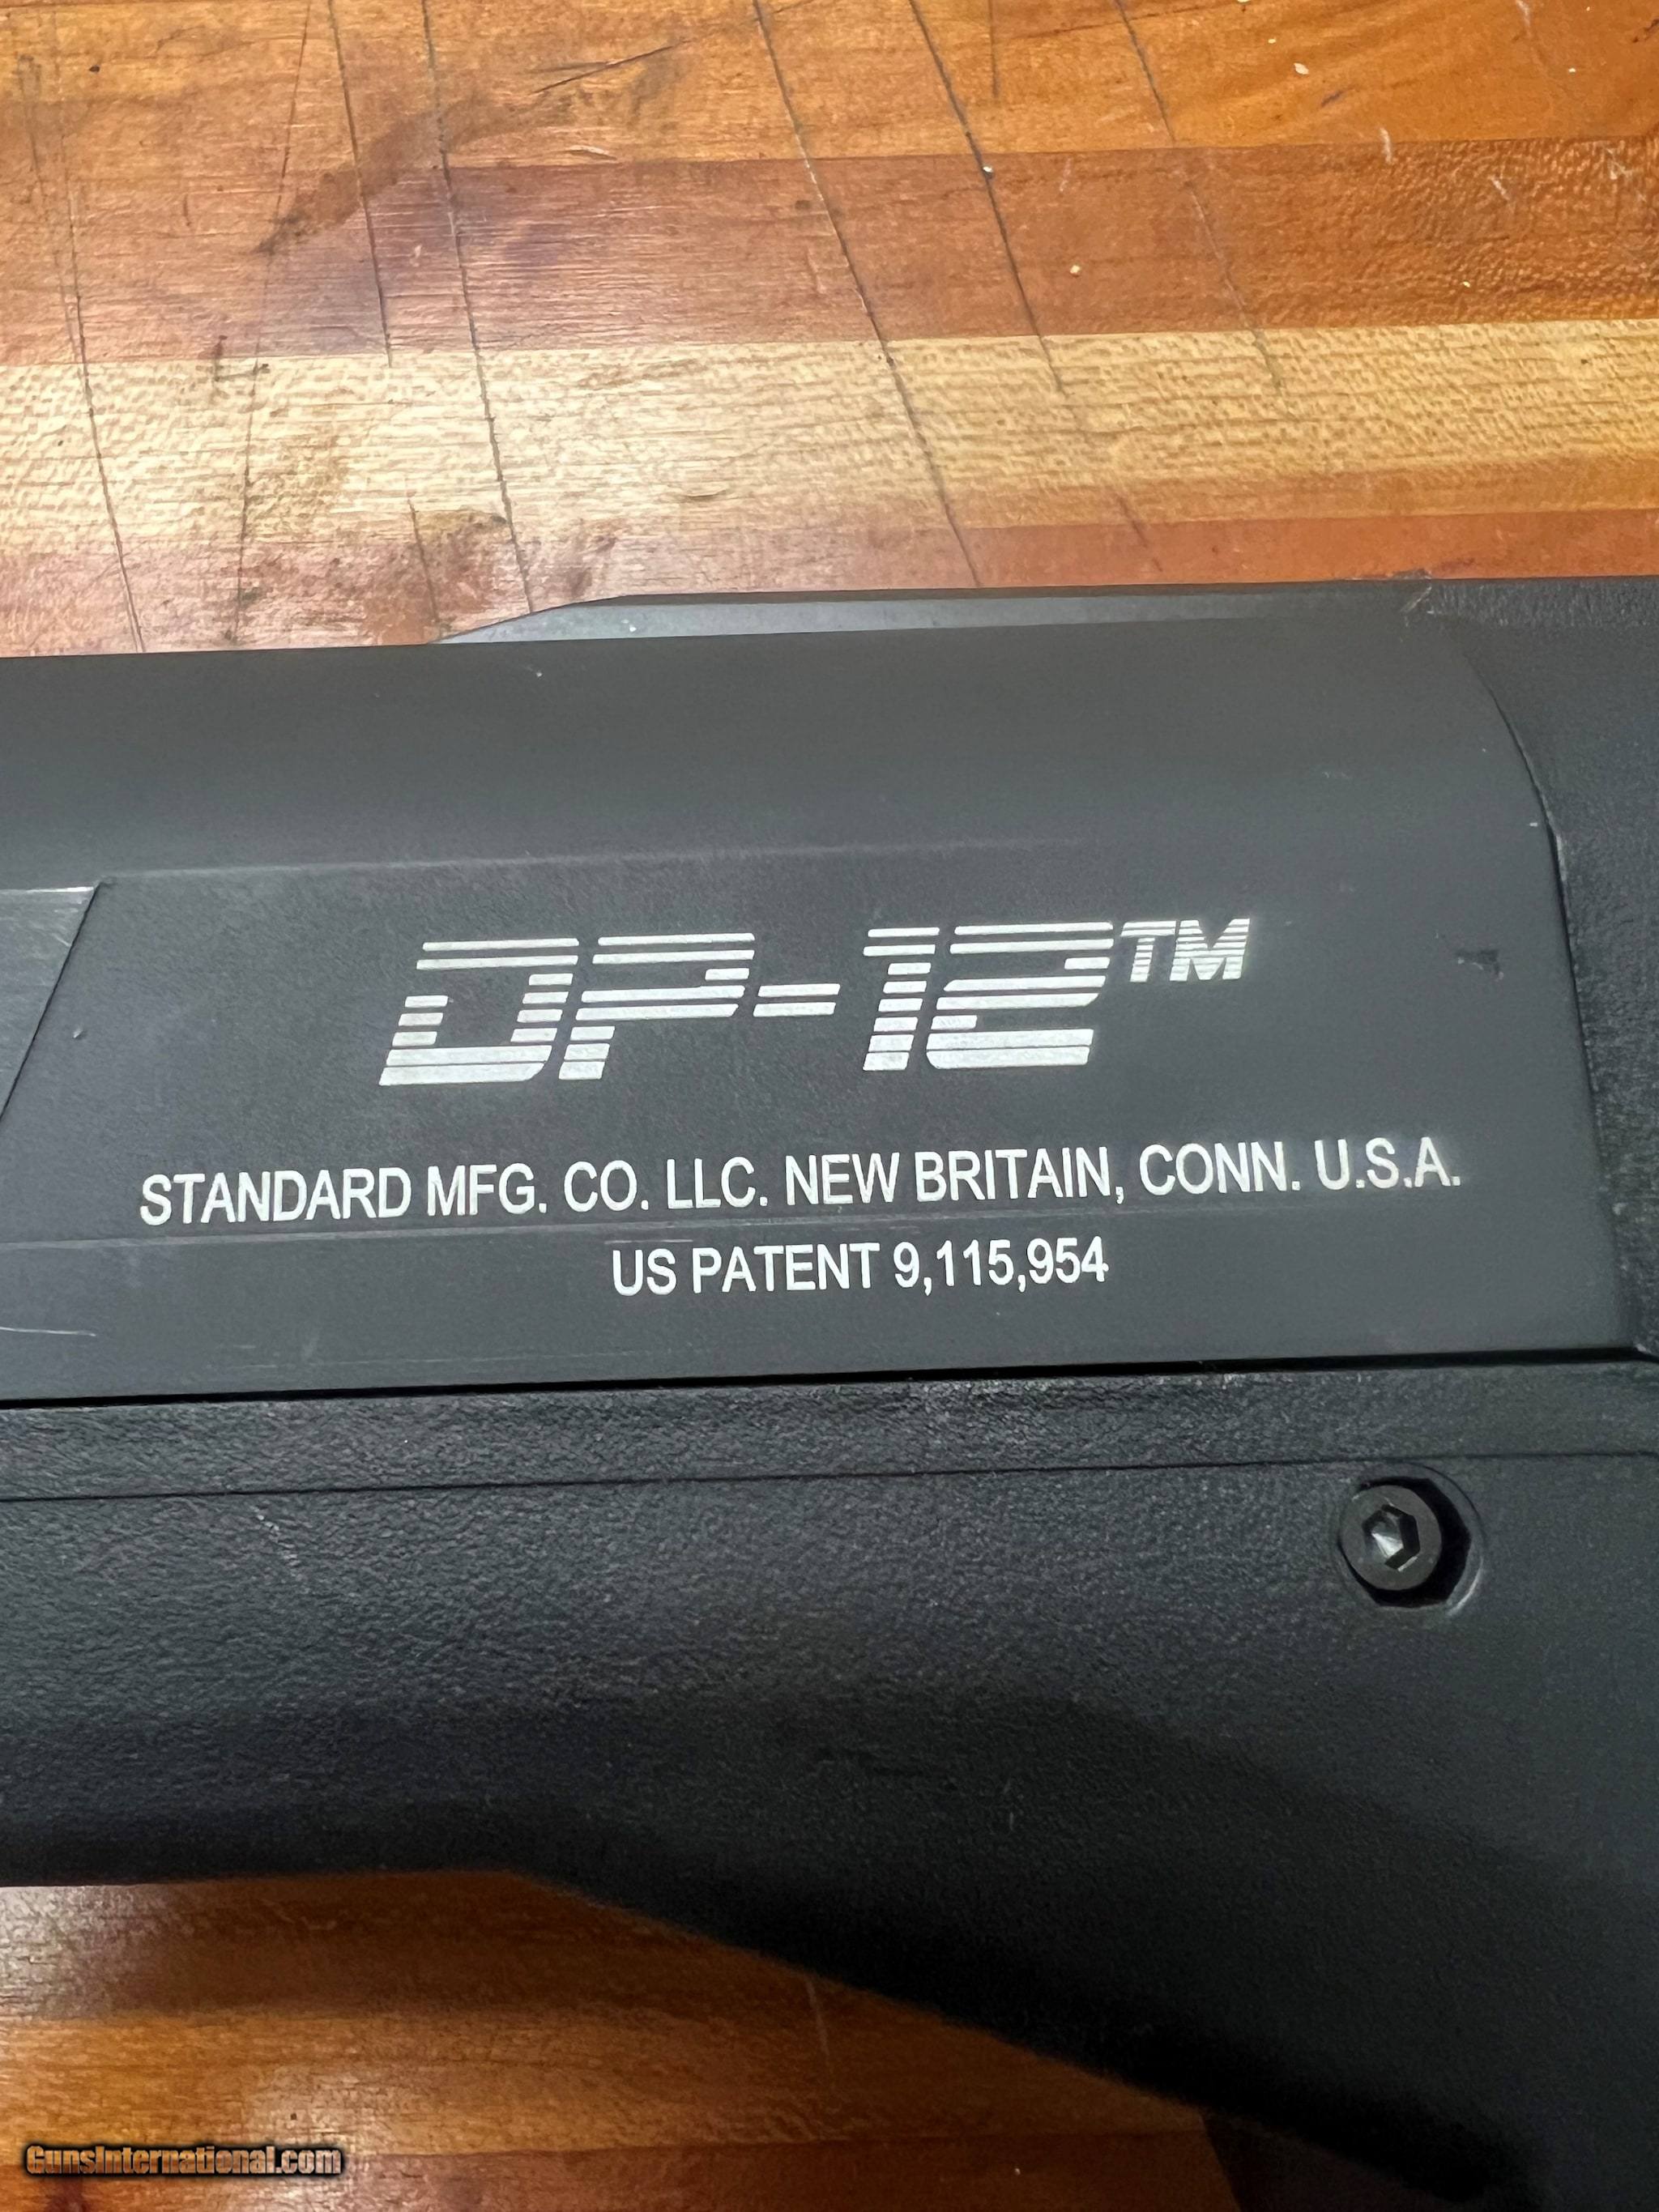 DP-12™
STANDARD MFG. CO. LLC. NEW BRITAIN, CONN. U.S.A.
US PATENT 9,115,954
GunsInternational.com